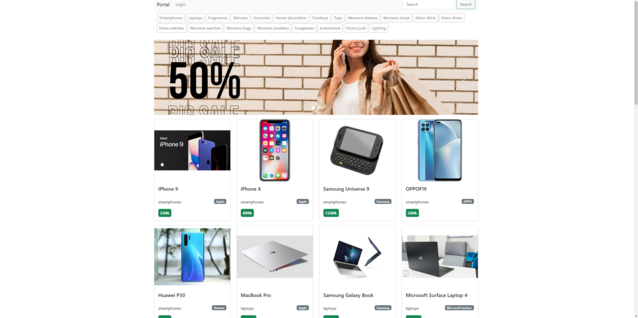 Portal Login Search Search
Smartphones Laptops Fragrances Skincare Groceries Home decoration Furniture Tops Womens dresses Womens shoes Mens shirts Mens shoes
Mens watches Womens watches Womens bags Womens jewellery Sunglasses Automotive Motorcycle Lighting
BIG SALE
50%
BIG SALE
iPhone 9
iPhone 9 iPhone X Samsung Universe 9 OPPOF19
smartphones Apple smartphones Apple smartphones Samsung smartphones OPPO
549$ 899$ 1249$ 280$
Huawei P30 MacBook Pro Samsung Galaxy Book Microsoft Surface Laptop 4
smartphones Huawei laptops Apple laptops Samsung laptops Microsoft Surface